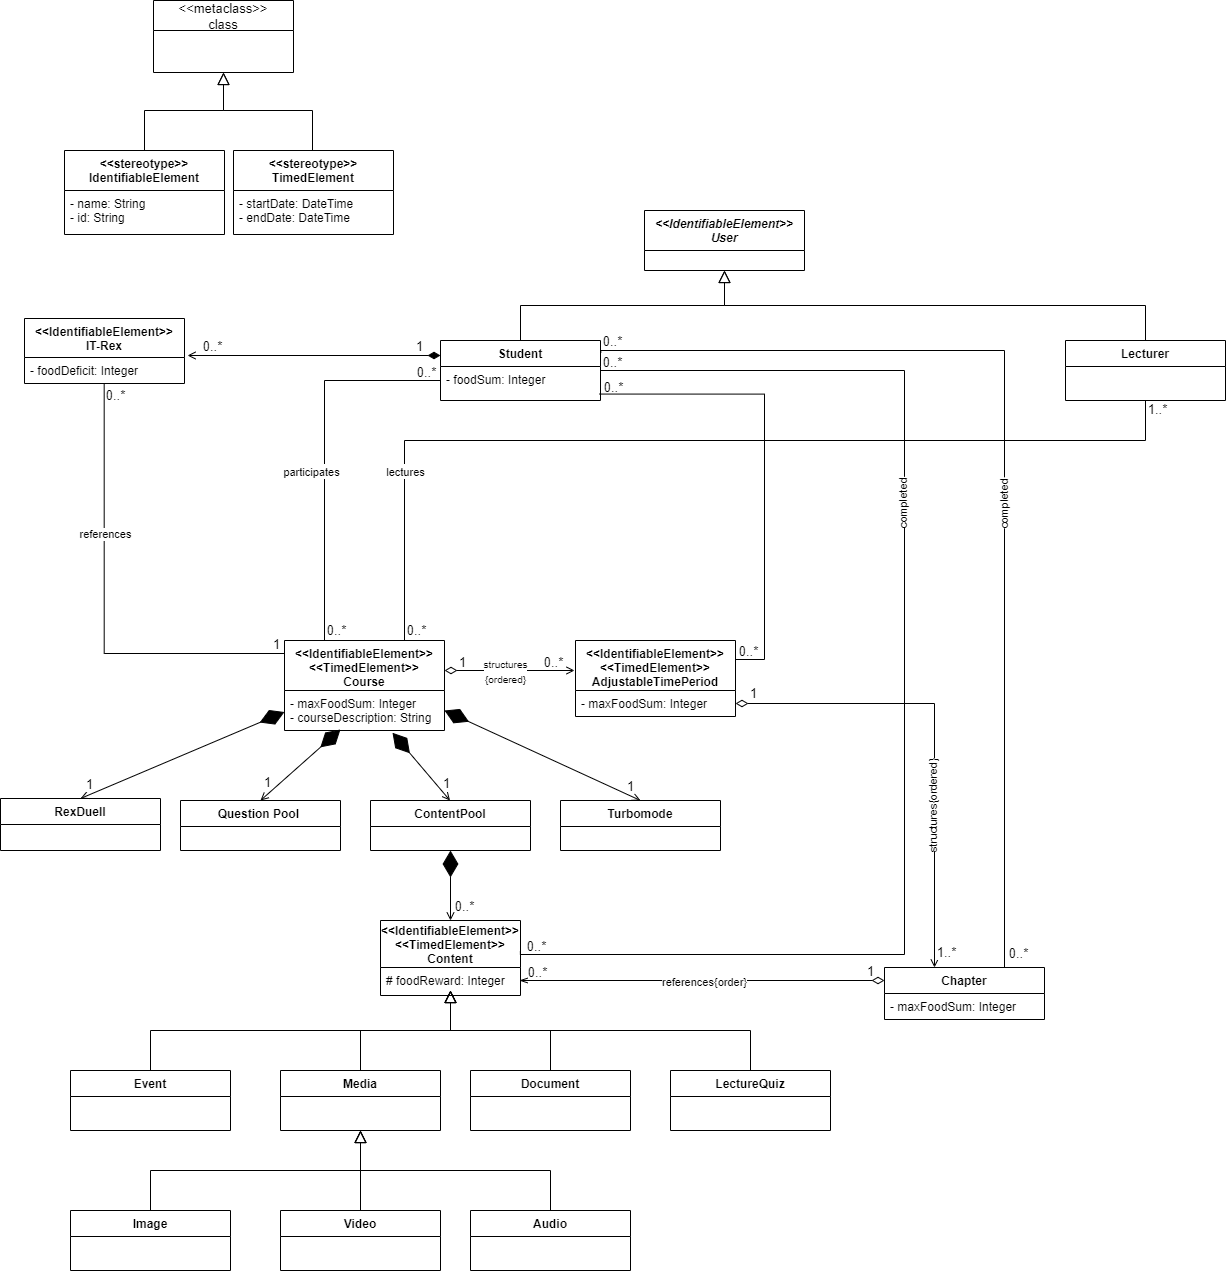 <<metaclass>>
class
<<stereotype>>
IdentifiableElement
- name: String
- id: String
<<stereotype>>
TimedElement
- startDate: DateTime
- endDate: DateTime
<<IdentifiableElement>>
User
<<IdentifiableElement>>
IT-Rex
- foodDeficit: Integer
0..*
1
Student
- foodSum: Integer
0..*
0..*
0..*
0..*
Lecturer
0..*
1..*
participates
lectures
completed
completed
references
0..*
0..*
1
<<IdentifiableElement>>
<<TimedElement>>
Course
- maxFoodSum: Integer
- courseDescription: String
1
structures
{ordered}
0..*
<<IdentifiableElement>>
<<TimedElement>>
AdjustableTimePeriod
- maxFoodSum: Integer
0..*
1
structures{ordered}
1
1
1
1
RexDuell
Question Pool
ContentPool
Turbomode
0..*
<<IdentifiableElement>>
<<TimedElement>>
Content
# foodReward: Integer
0..*
0..*
references{order}
1
1..*
0..*
Chapter
- maxFoodSum: Integer
Event
Media
Document
LectureQuiz
Image
Video
Audio